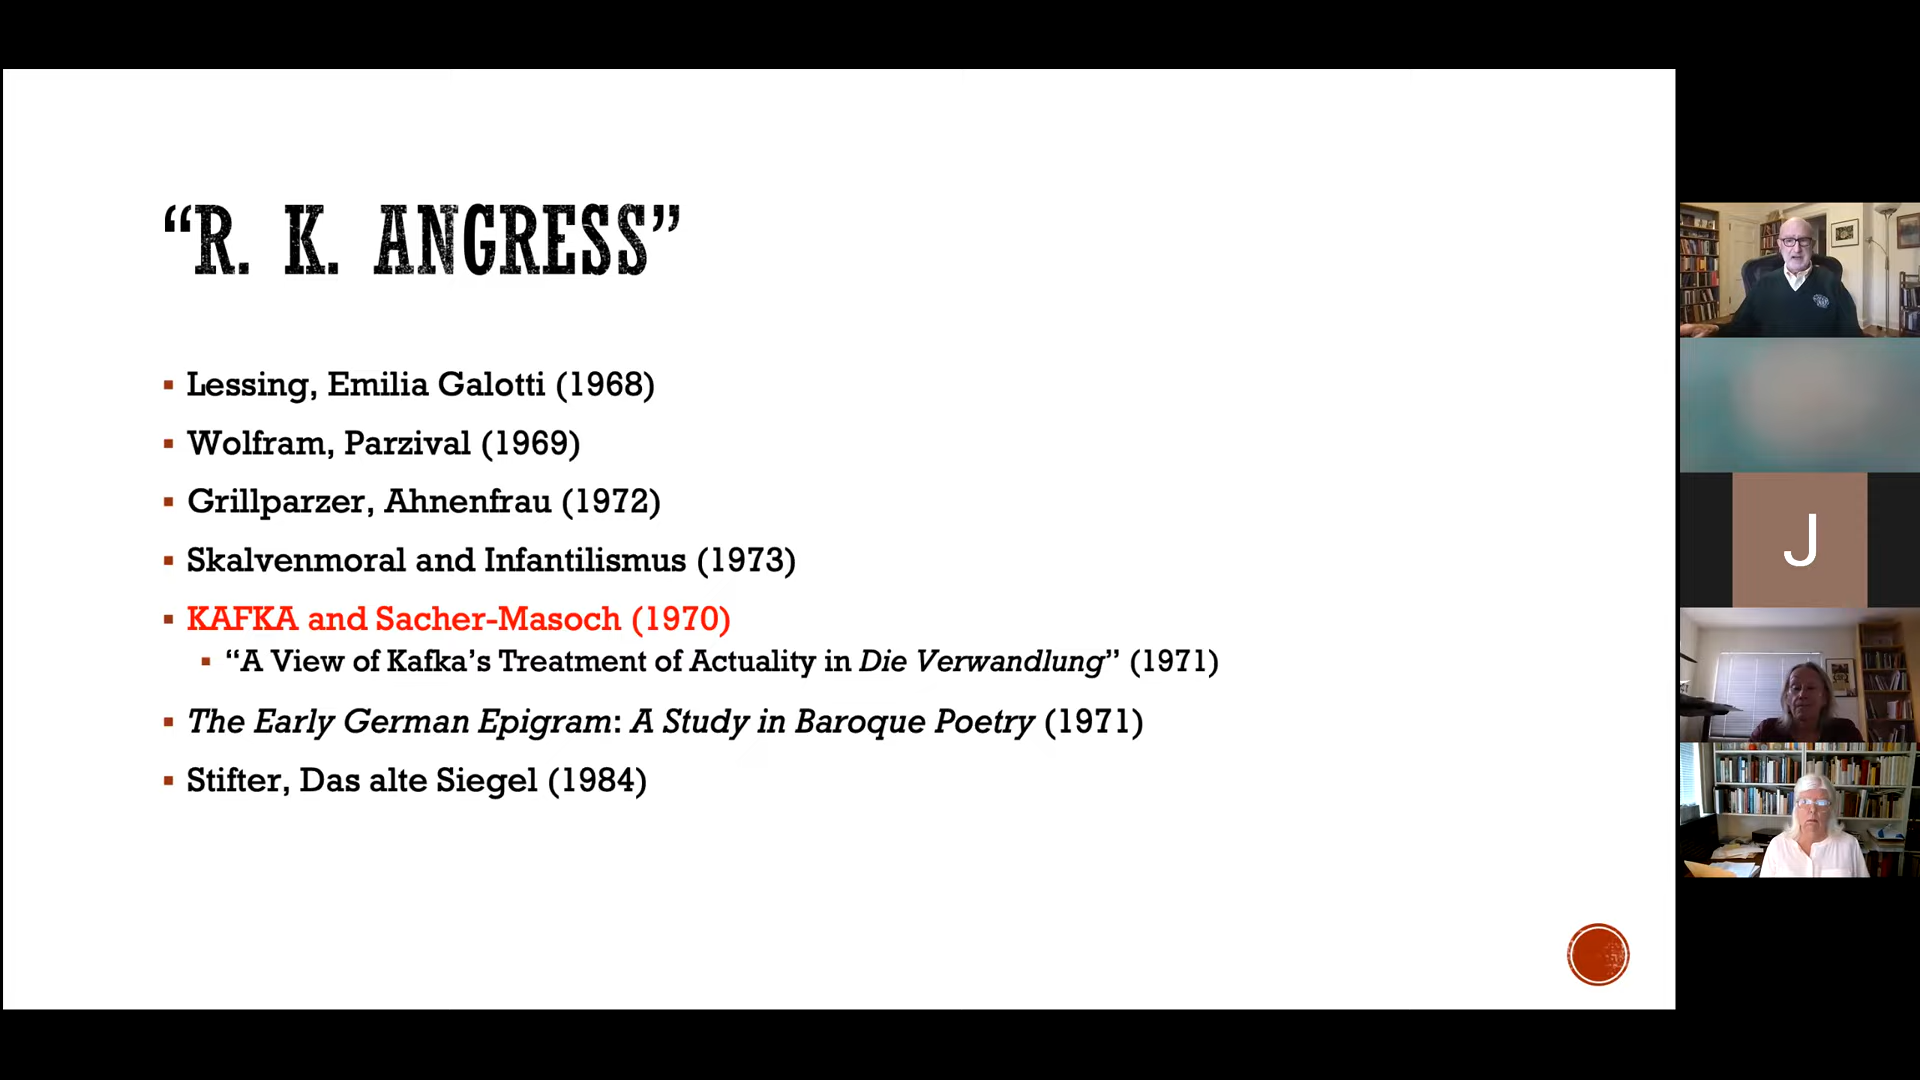 “R. K. ANGRESS”
Lessing, Emilia Galotti (1968)
Wolfram, Parzival (1969)
Grillparzer, Ahnenfrau (1972)
Skalvenmoral and Infantilismus (1973)
KAFKA and Sacher-Masoch (1970)
“A View of Kafka’s Treatment of Actuality in Die Verwandlung” (1971)
The Early German Epigram: A Study in Baroque Poetry (1971)
Stifter, Das alte Siegel (1984)
J